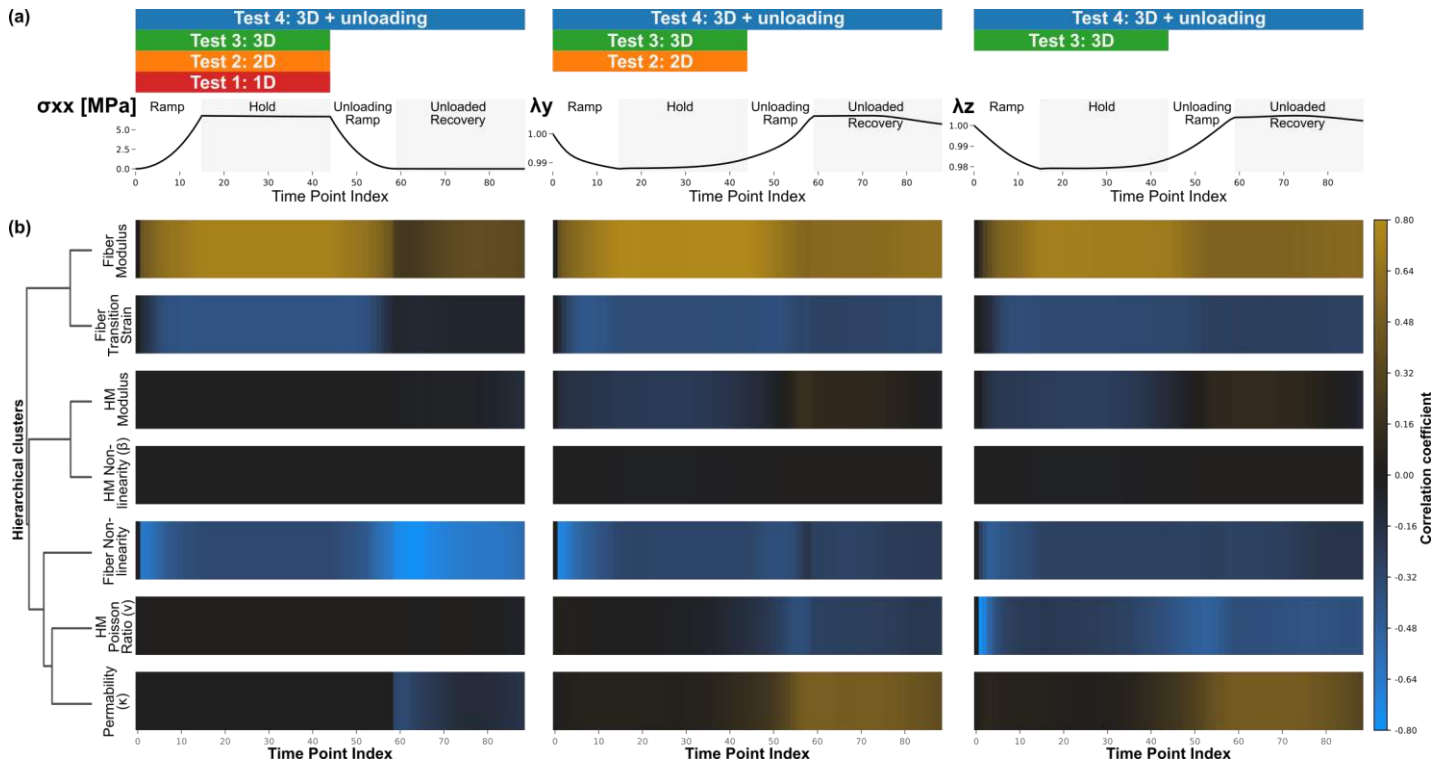 (a)
Test 4: 3D + unloading
Test 3: 3D
Test 2: 2D
Test 1: 1D
σxx [MPa]
Ramp
Hold
Unloading
Ramp
Unloaded
Recovery
5.0
2.5
0.0
0 10 20 30 40 50 60 70 80
Time Point Index
Test 4: 3D + unloading
Test 3: 3D
Test 2: 2D
λy
Ramp
Hold
Unloading
Ramp
Unloaded
Recovery
1.00
0.99
0 10 20 30 40 50 60 70 80
Time Point Index
Test 4: 3D + unloading
Test 3: 3D
λz
Ramp
Hold
Unloading
Ramp
Unloaded
Recovery
1.00
0.99
0.98
0 10 20 30 40 50 60 70 80
Time Point Index
(b)
Hierarchical clusters
Fiber
Modulus
Fiber
Transition
Strain
HM
Modulus
HM Non-
linearity (β)
Fiber Non-
linearity
HM
Poisson
Ratio (ν)
Permability
(κ)
0 10 20 30 40 50 60 70 80
Time Point Index
0 10 20 30 40 50 60 70 80
Time Point Index
0 10 20 30 40 50 60 70 80
Time Point Index
0.80
0.64
0.48
0.32
0.16
0.00
-0.16
-0.32
-0.48
-0.64
-0.80
Correlation coefficient